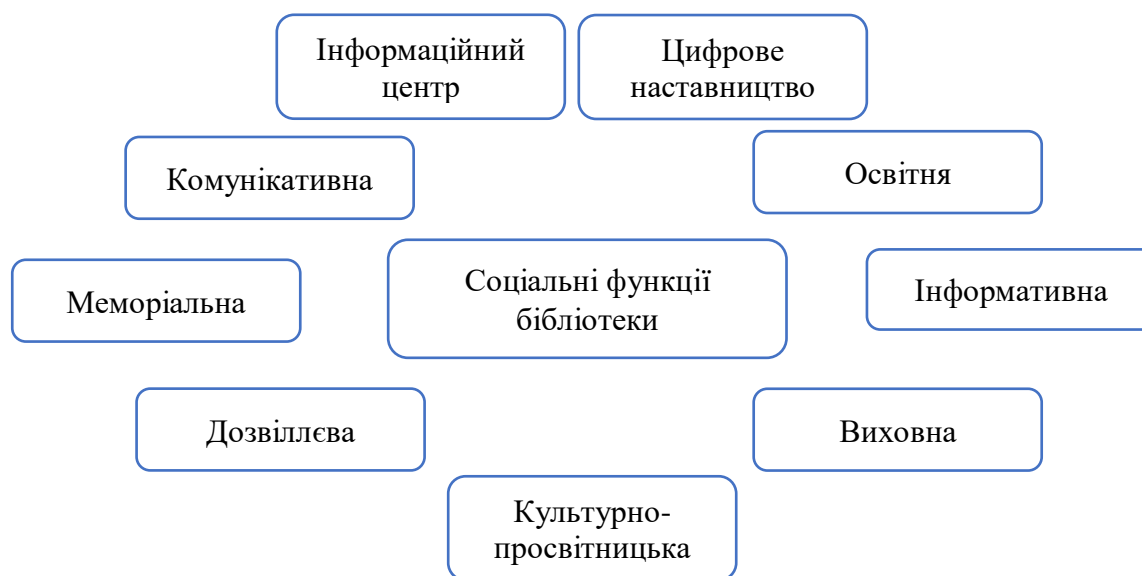 Інформаційний
центр
Цифрове
наставництво
Комунікативна
Освітня
Меморіальна
Соціальні функції
бібліотеки
Інформативна
Дозвіллєва
Виховна
Культурно-
просвітницька